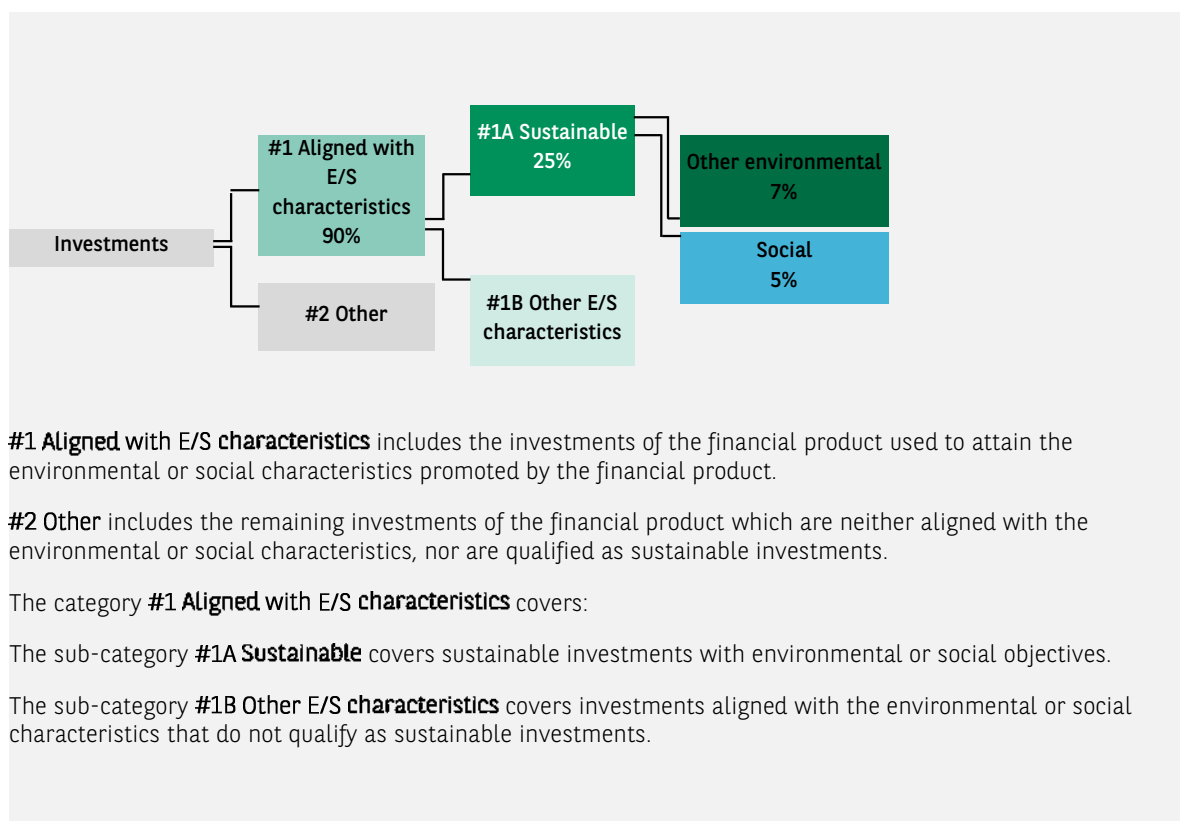 #1 Aligned with
E/S
characteristics
90%
#1A Sustainable
25%
Other environmental
7%
Investments
Social
5%
#2 Other
#1B Other E/S
characteristics
#1 Aligned with E/S characteristics includes the investments of the financial product used to attain the
environmental or social characteristics promoted by the financial product.
#2 Other includes the remaining investments of the financial product which are neither aligned with the
environmental or social characteristics, nor are qualified as sustainable investments.
The category #1 Aligned with E/S characteristics covers:
The sub-category #1A Sustainable covers sustainable investments with environmental or social objectives.
The sub-category #1B Other E/S characteristics covers investments aligned with the environmental or social
characteristics that do not qualify as sustainable investments.